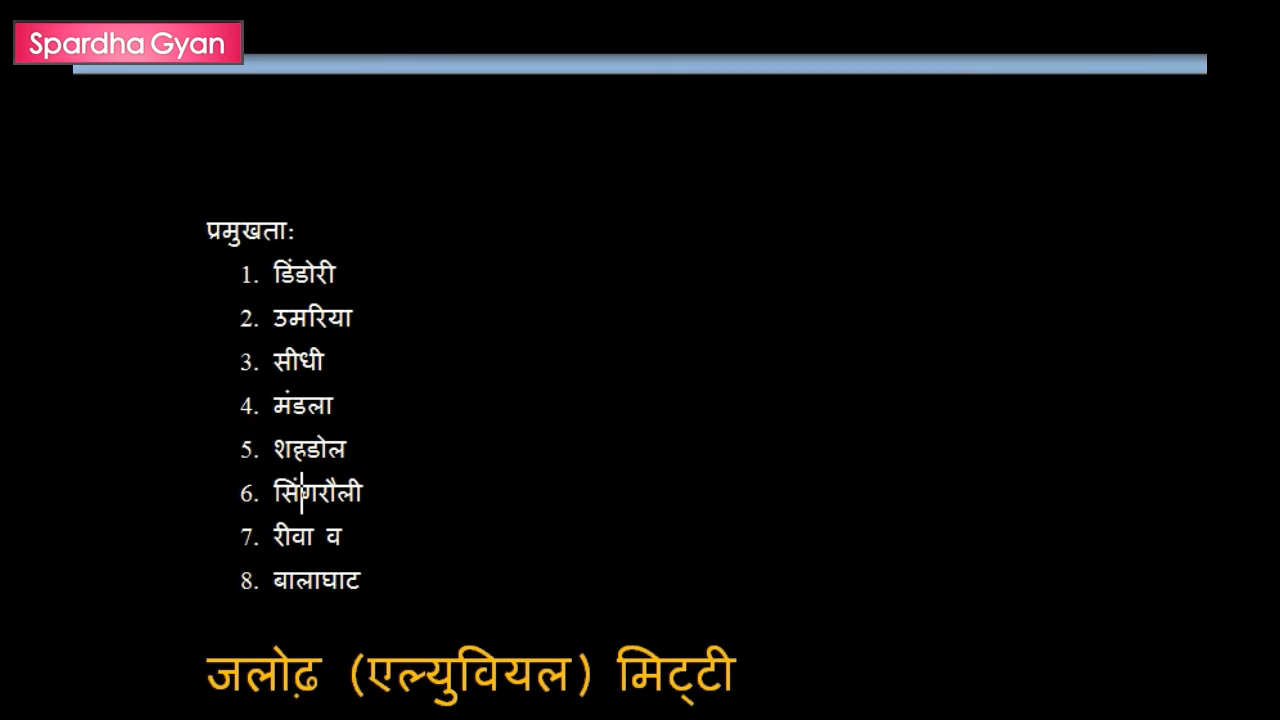 Spardha Gyan
प्रमुखता:
1. डिंडोरी
2. उमरिया
3. सीधी
4. मंडला
5. शहडोल
6. सिंगरौली
7. रीवा व
8. बालाघाट
जलोढ़ (एल्युवियल) मिट्टी